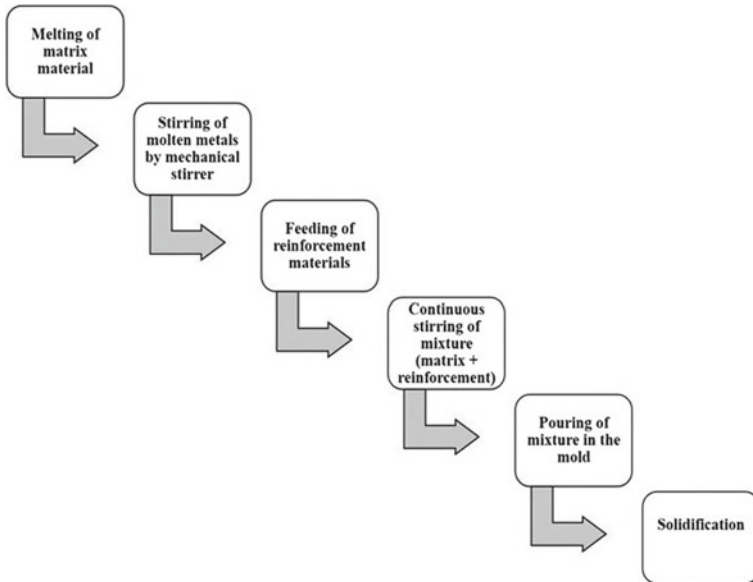 Melting of
matrix
material
Stirring of
molten metals
by mechanical
stirrer
Feeding of
reinforcement
materials
Continuous
stirring of
mixture
(matrix +
reinforcement)
Pouring of
mixture in the
mold
Solidification